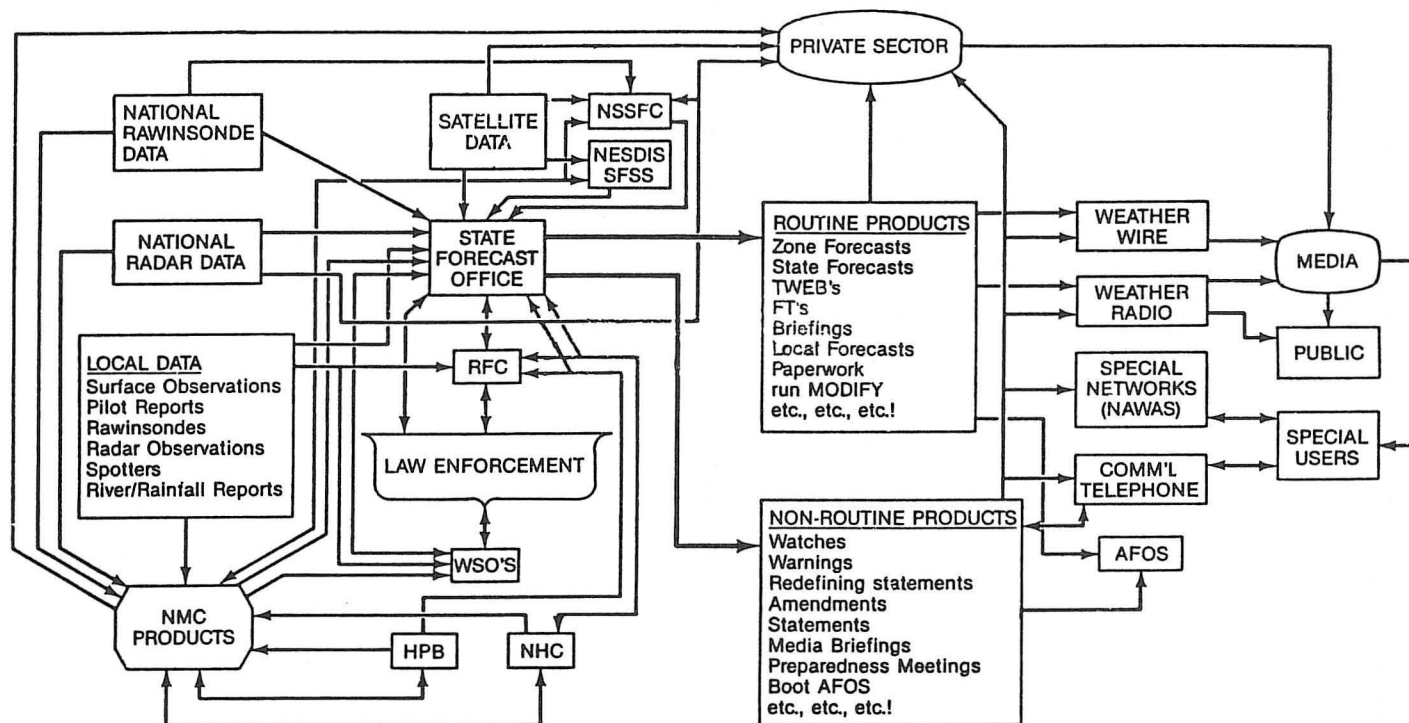 PRIVATE SECTOR
NATIONAL
RAWINSONDE
DATA
SATELLITE
DATA
NSSFC
NESDIS
SFSS
NATIONAL
RADAR DATA
STATE
FORECAST
OFFICE
ROUTINE PRODUCTS
Zone Forecasts
State Forecasts
TWEB's
FT's
Briefings
Local Forecasts
Paperwork
run MODIFY
etc., etc., etc.!
WEATHER
WIRE
MEDIA
WEATHER
RADIO
PUBLIC
LOCAL DATA
Surface Observations
Pilot Reports
Rawinsondes
Radar Observations
Spotters
River/Rainfall Reports
RFC
SPECIAL
NETWORKS
(NAWAS)
SPECIAL
USERS
LAW ENFORCEMENT
COMM'L
TELEPHONE
WSO'S
NON-ROUTINE PRODUCTS
Watches
Warnings
Redefining statements
Amendments
Statements
Media Briefings
Preparedness Meetings
Boot AFOS
etc., etc., etc.!
AFOS
NMC
PRODUCTS
HPB
NHC